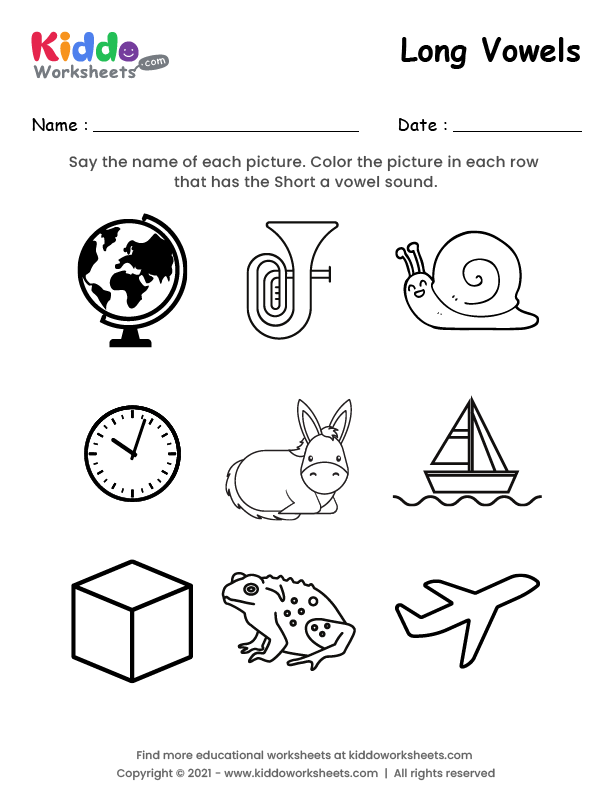 Kiddo
Worksheets.com
Long Vowels
Name :
Date :
Say the name of each picture. Color the picture in each row
that has the Short a vowel sound.
Find more educational worksheets at kiddoworksheets.com
Copyright © 2021 - www.kiddoworksheets.com | All rights reserved